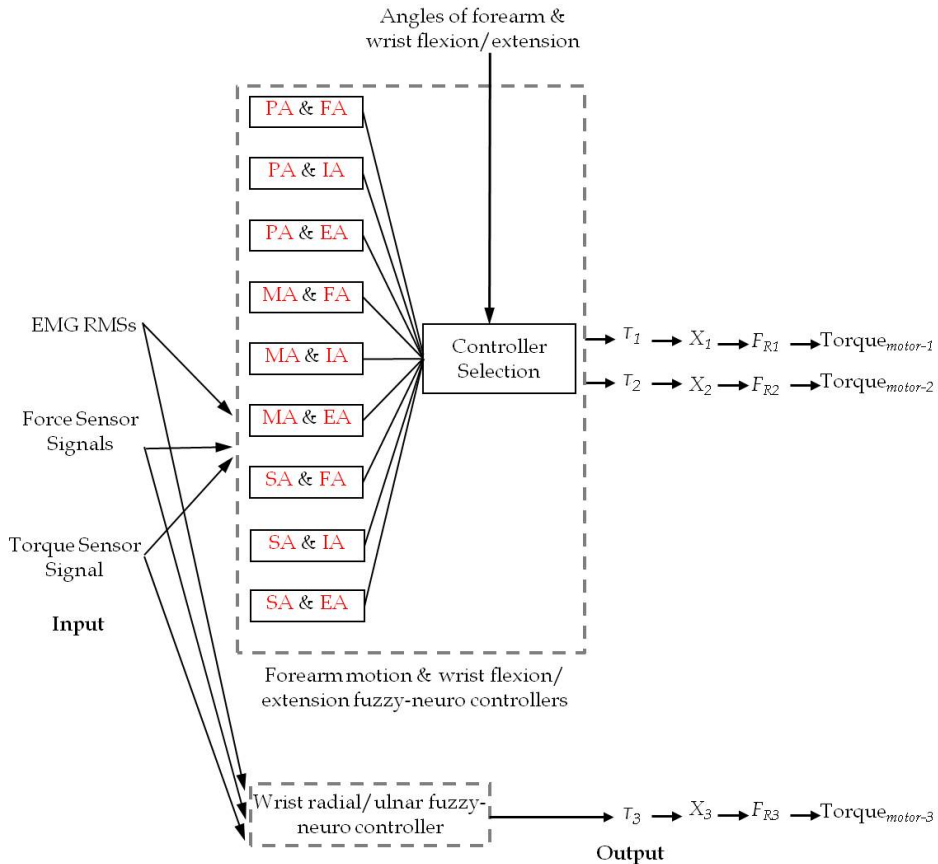 Angles of forearm &
wrist flexion/extension
PA & FA
PA & IA
PA & EA
MA & FA
MA & IA
MA & EA
SA & FA
SA & IA
SA & EA
EMG RMSs
Force Sensor
Signals
Torque Sensor
Signal
Input
Controller
Selection
τ1 X1 FR1 Torquemotor-1
τ2 X2 FR2 Torquemotor-2
Forearm motion & wrist flexion/
extension fuzzy-neuro controllers
Wrist radial/ulnar fuzzy-
neuro controller
τ3 X3 FR3 Torquemotor-3
Output